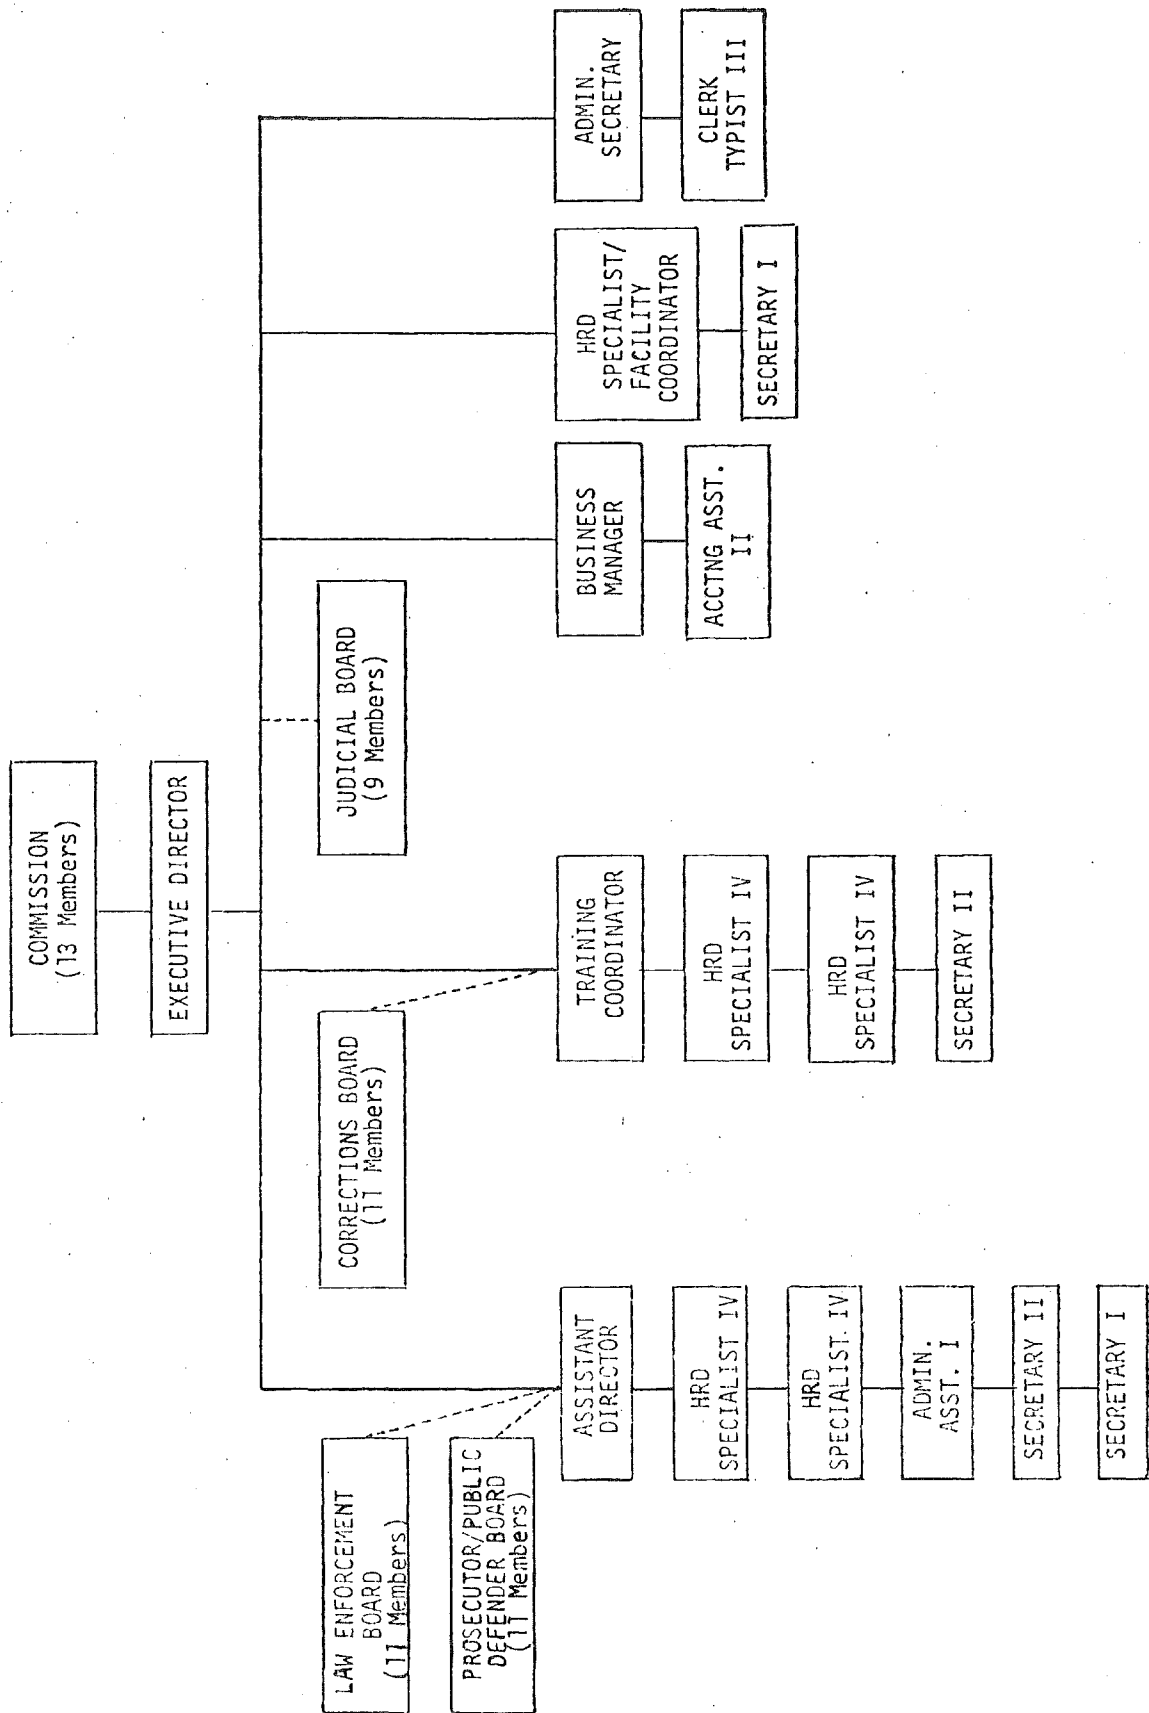 COMMISSION
(13 Members)
EXECUTIVE DIRECTOR
LAW ENFORCEMENT
BOARD
(11 Members)
PROSECUTOR/PUBLIC
DEFENDER BOARD
(11 Members)
CORRECTIONS BOARD
(11 Members)
JUDICIAL BOARD
(9 Members)
ASSISTANT
DIRECTOR
HRD
SPECIALIST IV
HRD
SPECIALIST IV
ADMIN.
ASST. I
SECRETARY II
SECRETARY I
TRAINING
COORDINATOR
HRD
SPECIALIST IV
HRD
SPECIALIST IV
SECRETARY II
BUSINESS
MANAGER
ACCTNG ASST.
II
HRD
SPECIALIST/
FACILITY
COORDINATOR
SECRETARY I
ADMIN.
SECRETARY
CLERK
TYPIST III